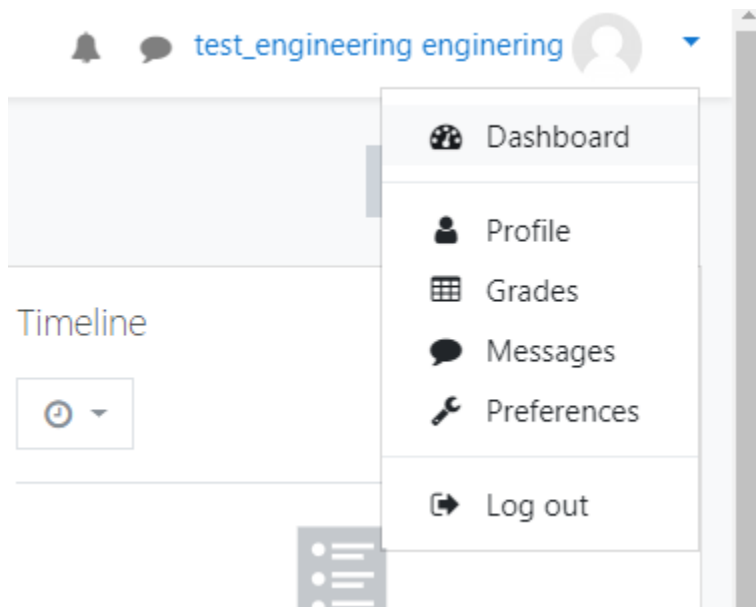 test_engineering enginering
Dashboard
Profile
Grades
Timeline
Messages
Preferences
Log out